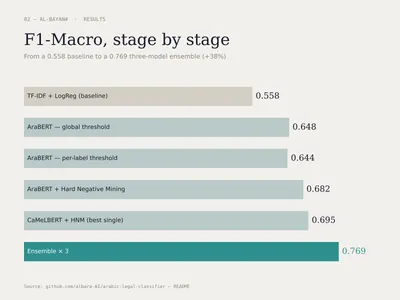 02 — AL-BAYAN# · RESULTS
F1-Macro, stage by stage
From a 0.558 baseline to a 0.769 three-model ensemble (+38%)
TF-IDF + LogReg (baseline) 0.558
AraBERT — global threshold 0.648
AraBERT — per-label threshold 0.644
AraBERT + Hard Negative Mining 0.682
CaMeLBERT + HNM (best single) 0.695
Ensemble × 3 0.769
Source: github.com/albara-AI/arabic-legal-classifier — README